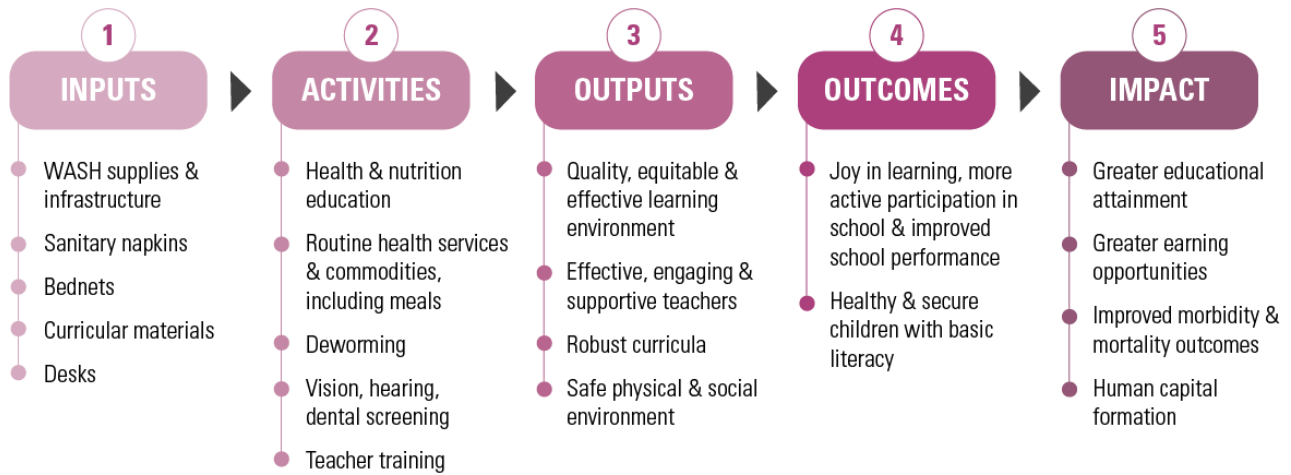 1
INPUTS
WASH supplies &
infrastructure
Sanitary napkins
Bednets
Curricular materials
Desks
2
ACTIVITIES
Health & nutrition
education
Routine health services
& commodities,
including meals
Deworming
Vision, hearing,
dental screening
Teacher training
3
OUTPUTS
Quality, equitable &
effective learning
environment
Effective, engaging &
supportive teachers
Robust curricula
Safe physical & social
environment
4
OUTCOMES
Joy in learning, more
active participation in
school & improved
school performance
Healthy & secure
children with basic
literacy
5
IMPACT
Greater educational
attainment
Greater earning
opportunities
Improved morbidity &
mortality outcomes
Human capital
formation